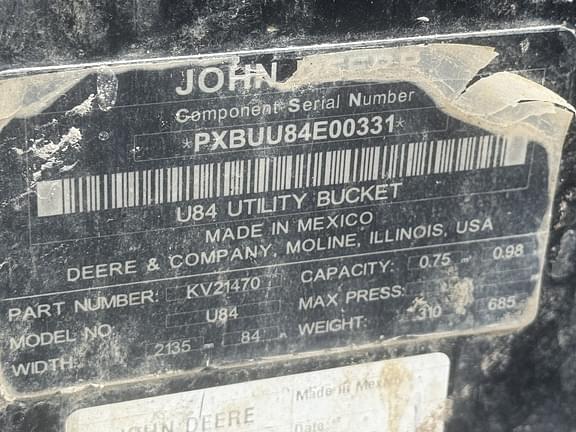 JOHN DEERE
Component Serial Number
*PXBUU84E00331*
U84 UTILITY BUCKET
MADE IN MEXICO
DEERE & COMPANY, MOLINE, ILLINOIS, USA
PART NUMBER: KV21470
MODEL NO: U84
WIDTH: 2135 84
CAPACITY: 0.75 0.98
MAX PRESS:
WEIGHT: 310 685
JOHN DEERE
Made in Mexico
Date: